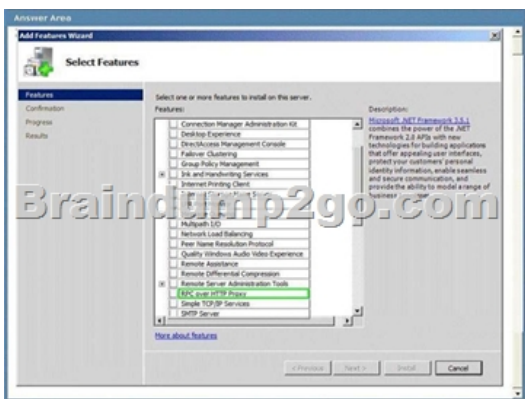 Answer Area
Add Features Wizard
Select Features
Features
Confirmation
Progress
Results
Select one or more features to install on this server.
Features:
Connection Manager Administration Kit
Desktop Experience
DirectAccess Management Console
Failover Clustering
Group Policy Management
Ink and Handwriting Services
Internet Printing Client
Multipath I/O
Network Load Balancing
Peer Name Resolution Protocol
Quality Windows Audio Video Experience
Remote Assistance
Remote Differential Compression
Remote Server Administration Tools
RPC over HTTP Proxy
Simple TCP/IP Services
SMTP Server
More about features
Description:
Microsoft .NET Framework 3.5.1
combines the power of the .NET
Framework 2.0 APIs with new
technologies for building applications
that offer appealing user interfaces,
protect your customers' personal
identity information, enable seamless
and secure communication, and
provide the ability to model a range of
business
Braindump2go.com
< Previous
Next >
Install
Cancel